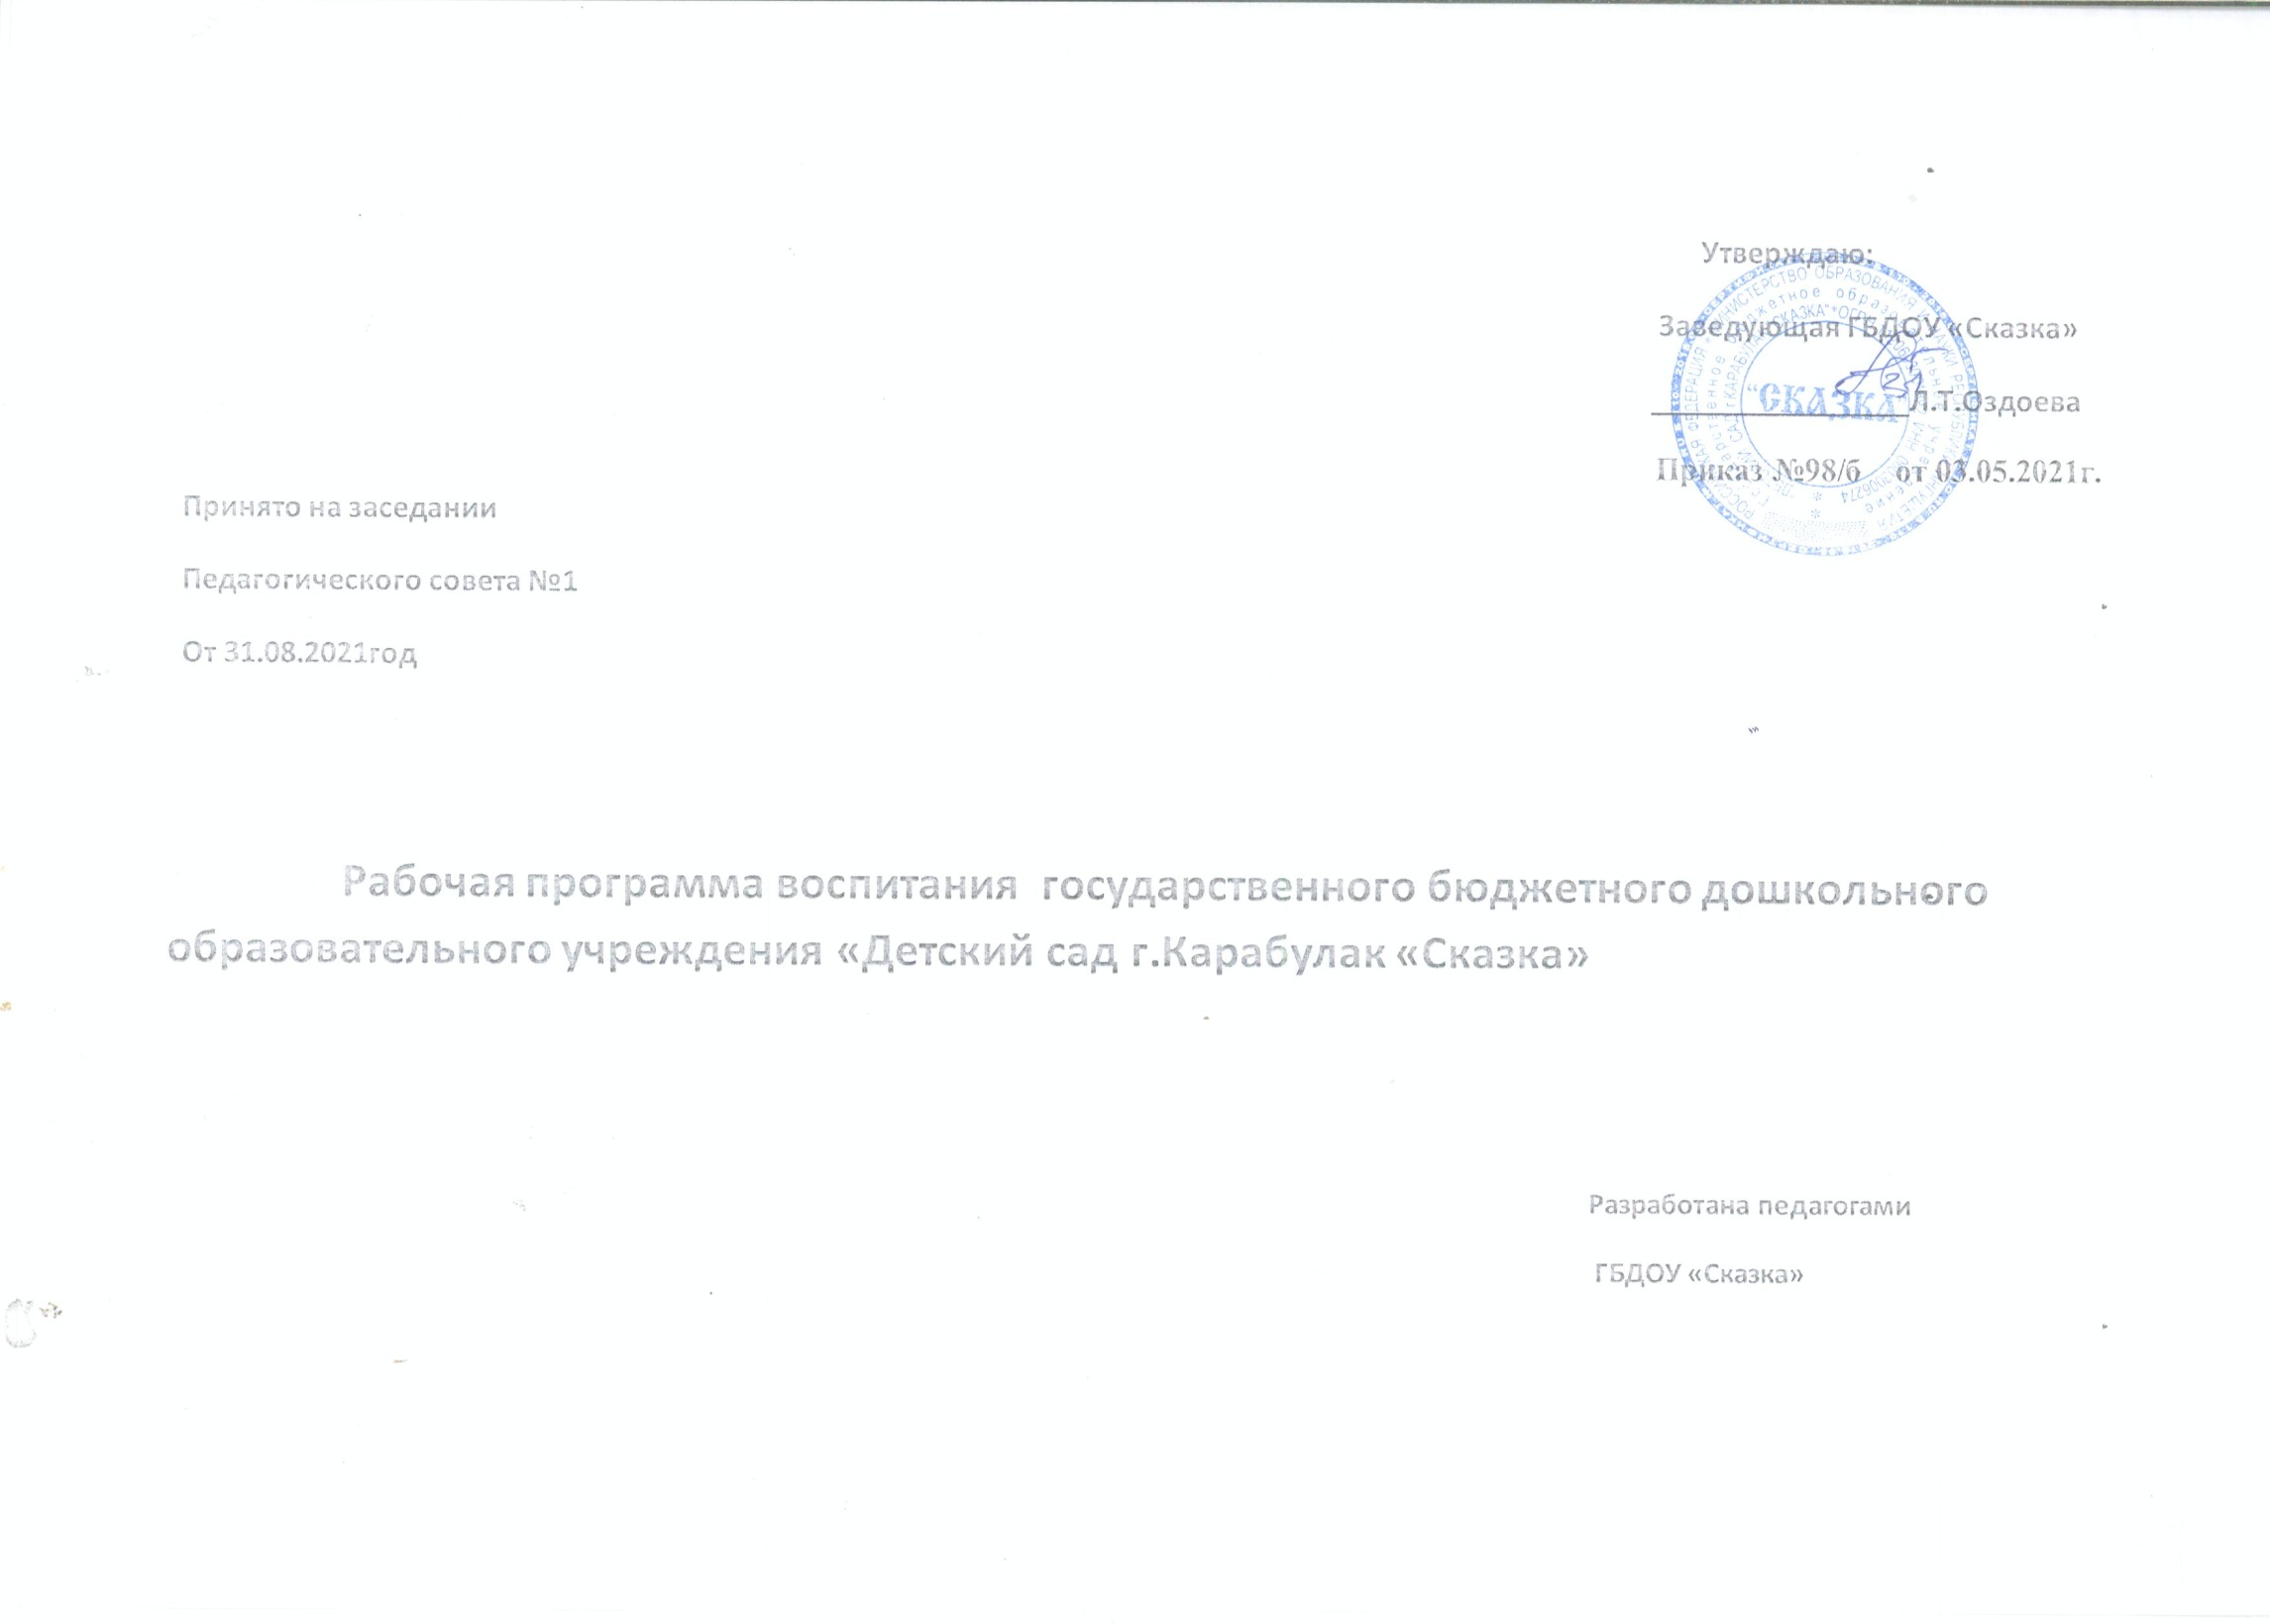 Утверждаю:
Заведующая ГБДОУ «Сказка»
Л.Т.Оздоева
Приказ №98/б от 03.05.2021г.
"СКАЗКА"
Принято на заседании
Педагогического совета №1
От 31.08.2021год
Рабочая программа воспитания государственного бюджетного дошкольного
образовательного учреждения «Детский сад г.Карабулак «Сказка»
Разработана педагогами
ГБДОУ «Сказка»